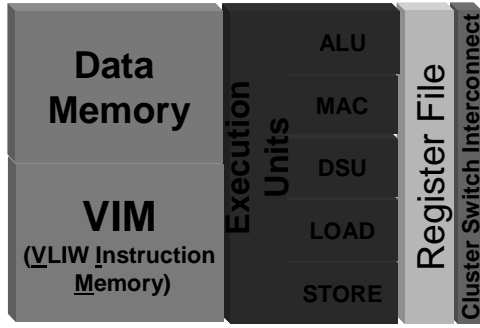 Data
Memory
VIM
(VLIW Instruction
Memory)
Execution
Units
ALU
MAC
DSU
LOAD
STORE
Register File
Cluster Switch Interconnect